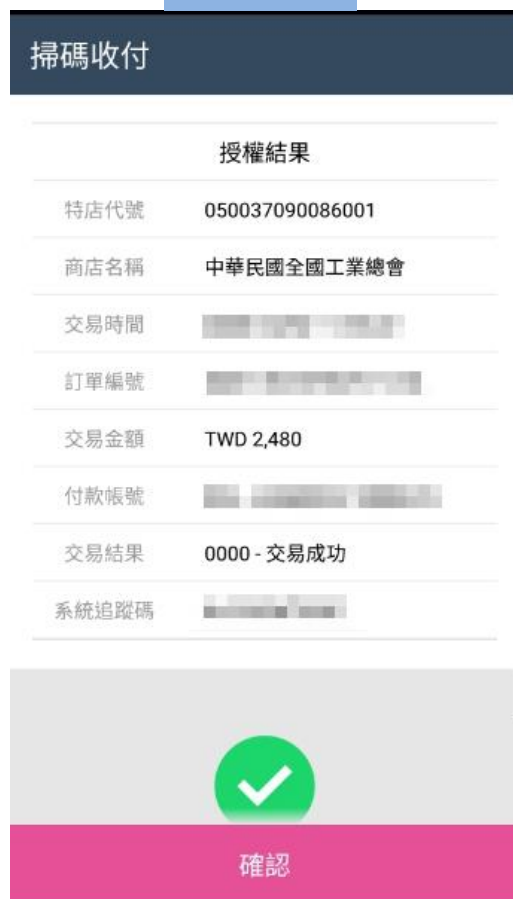 掃碼收付
授權結果
特店代號 050037090086001
商店名稱 中華民國全國工業總會
交易時間
訂單編號
交易金額 TWD 2,480
付款帳號
交易結果 0000 - 交易成功
系統追蹤碼
確認